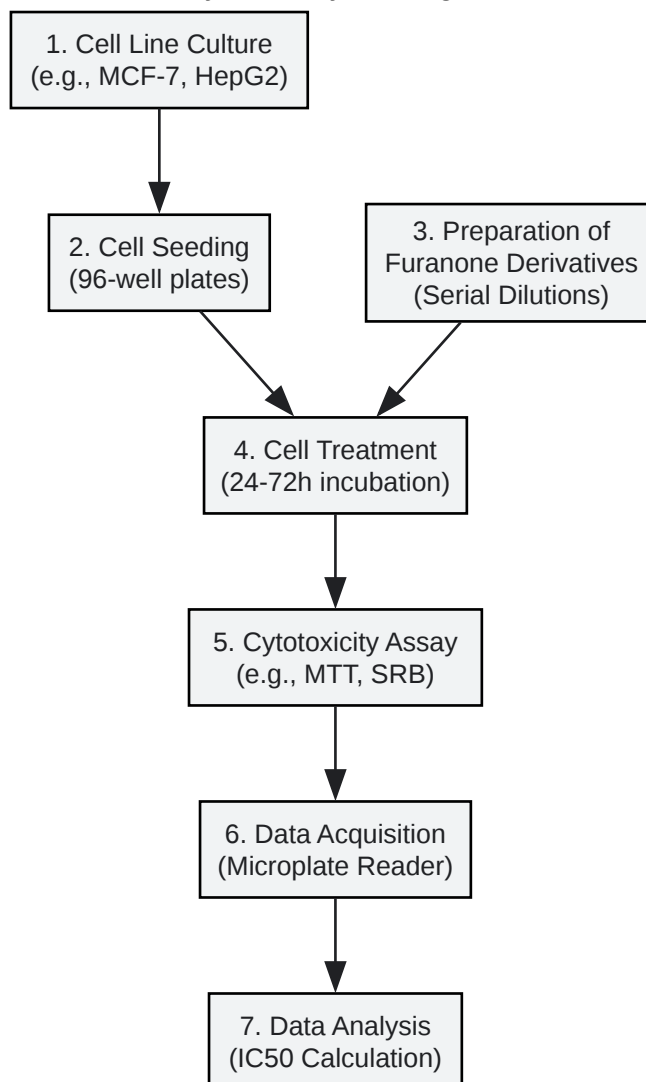 1. Cell Line Culture
(e.g., MCF-7, HepG2)
2. Cell Seeding
(96-well plates)
3. Preparation of
Furanone Derivatives
(Serial Dilutions)
4. Cell Treatment
(24-72h incubation)
5. Cytotoxicity Assay
(e.g., MTT, SRB)
6. Data Acquisition
(Microplate Reader)
7. Data Analysis
(IC50 Calculation)